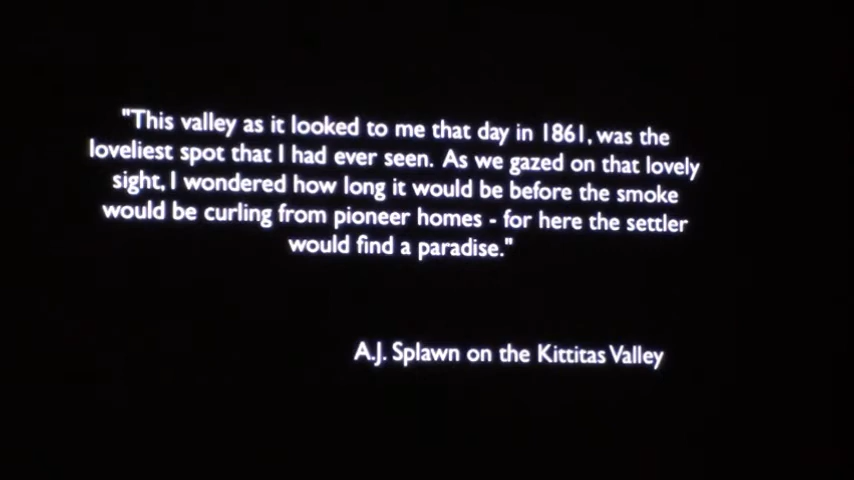 "This valley as it looked to me that day in 1861, was the
loveliest spot that I had ever seen. As we gazed on that lovely
sight, I wondered how long it would be before the smoke
would be curling from pioneer homes - for here the settler
would find a paradise."
A.J. Splawn on the Kittitas Valley